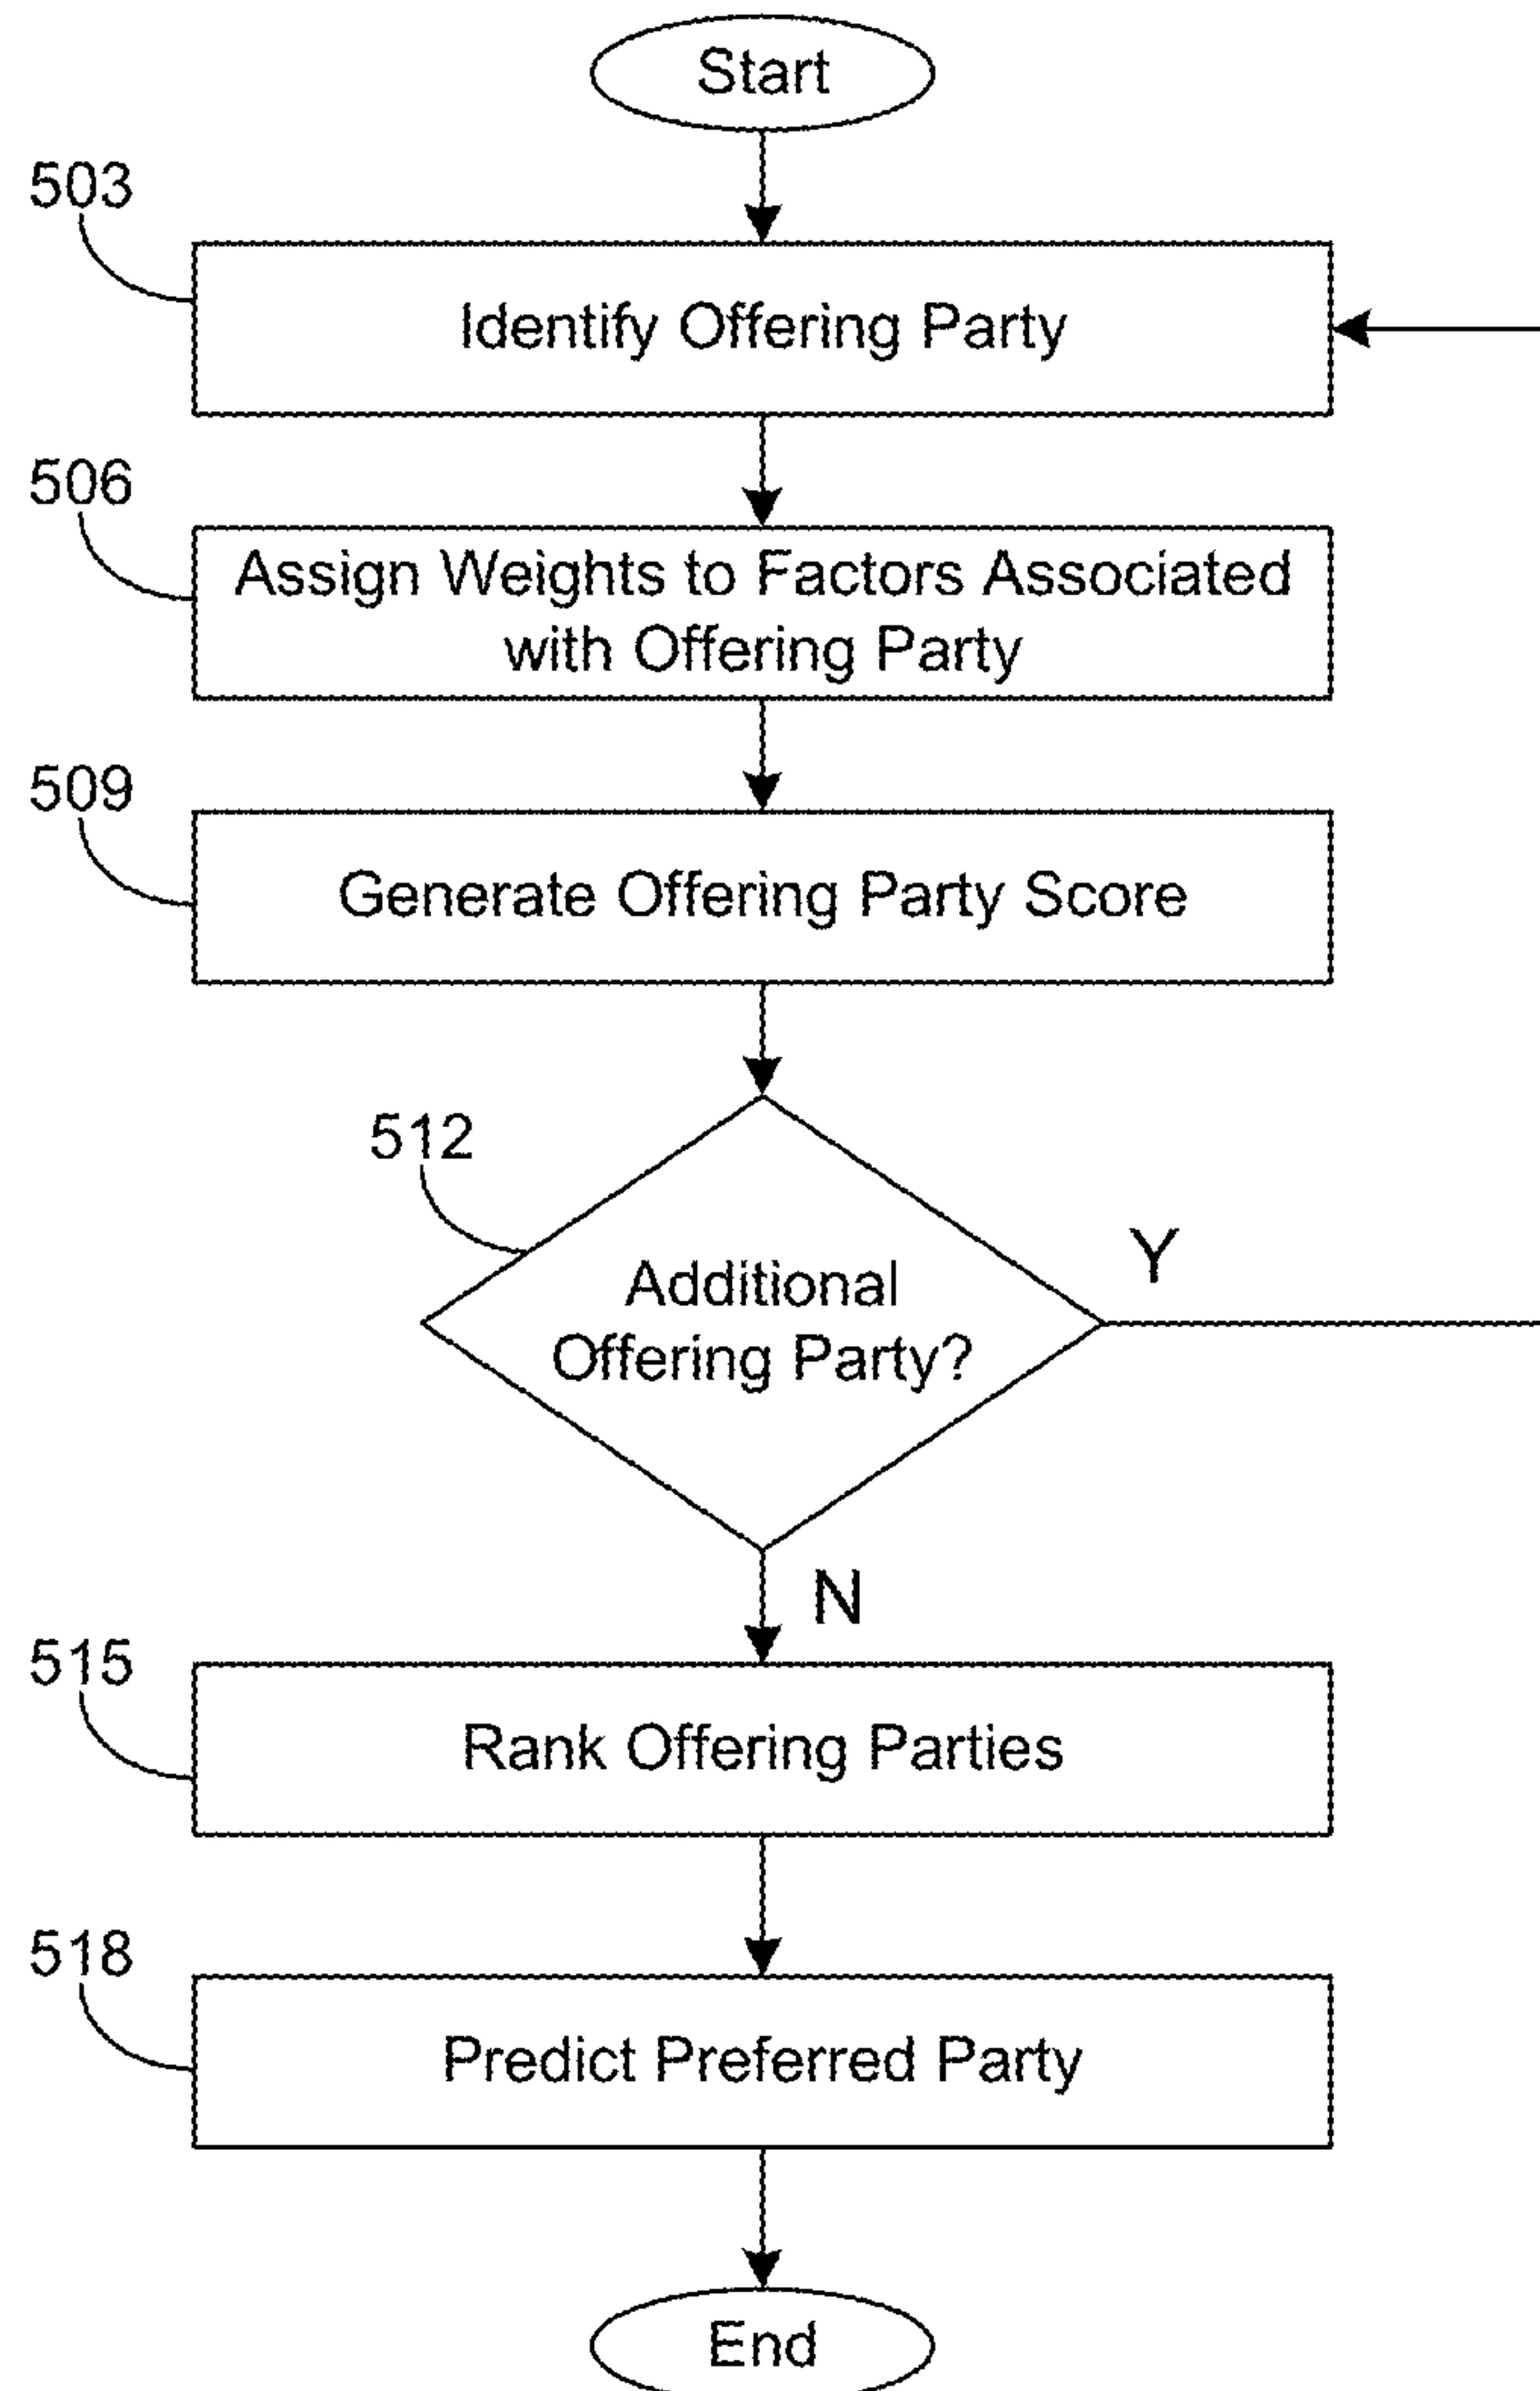 Start
503
Identify Offering Party
506
Assign Weights to Factors Associated
with Offering Party
509
Generate Offering Party Score
512
Additional
Offering Party?
Y
N
515
Rank Offering Parties
518
Predict Preferred Party
End